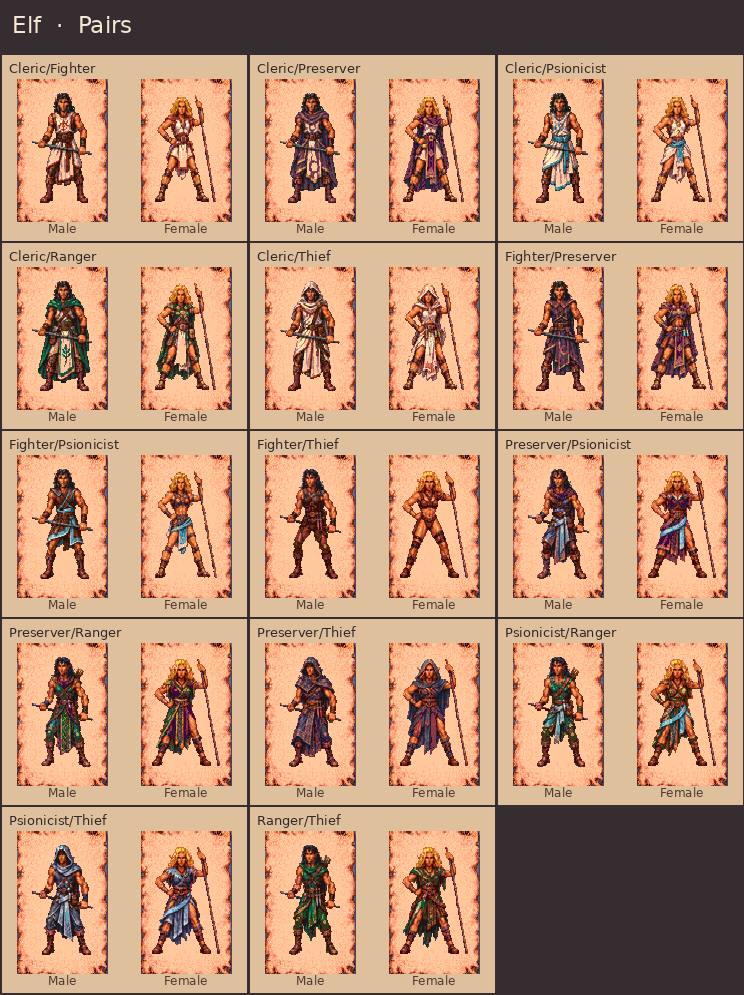 Elf · Pairs
Cleric/Fighter
Male Female
Cleric/Preserver
Male Female
Cleric/Psionicist
Male Female
Cleric/Ranger
Male Female
Cleric/Thief
Male Female
Fighter/Preserver
Male Female
Fighter/Psionicist
Male Female
Fighter/Thief
Male Female
Preserver/Psionicist
Male Female
Preserver/Ranger
Male Female
Preserver/Thief
Male Female
Psionicist/Ranger
Male Female
Psionicist/Thief
Male Female
Ranger/Thief
Male Female